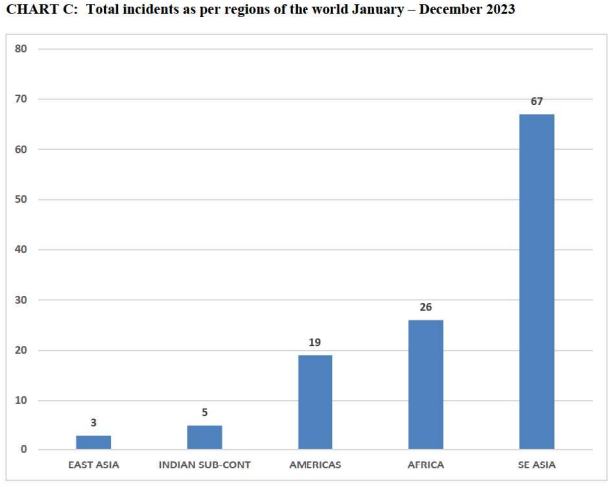 CHART C: Total incidents as per regions of the world January – December 2023
80
70
60
50
40
30
20
10
0
3
5
19
26
67
EAST ASIA
INDIAN SUB-CONT
AMERICAS
AFRICA
SE ASIA